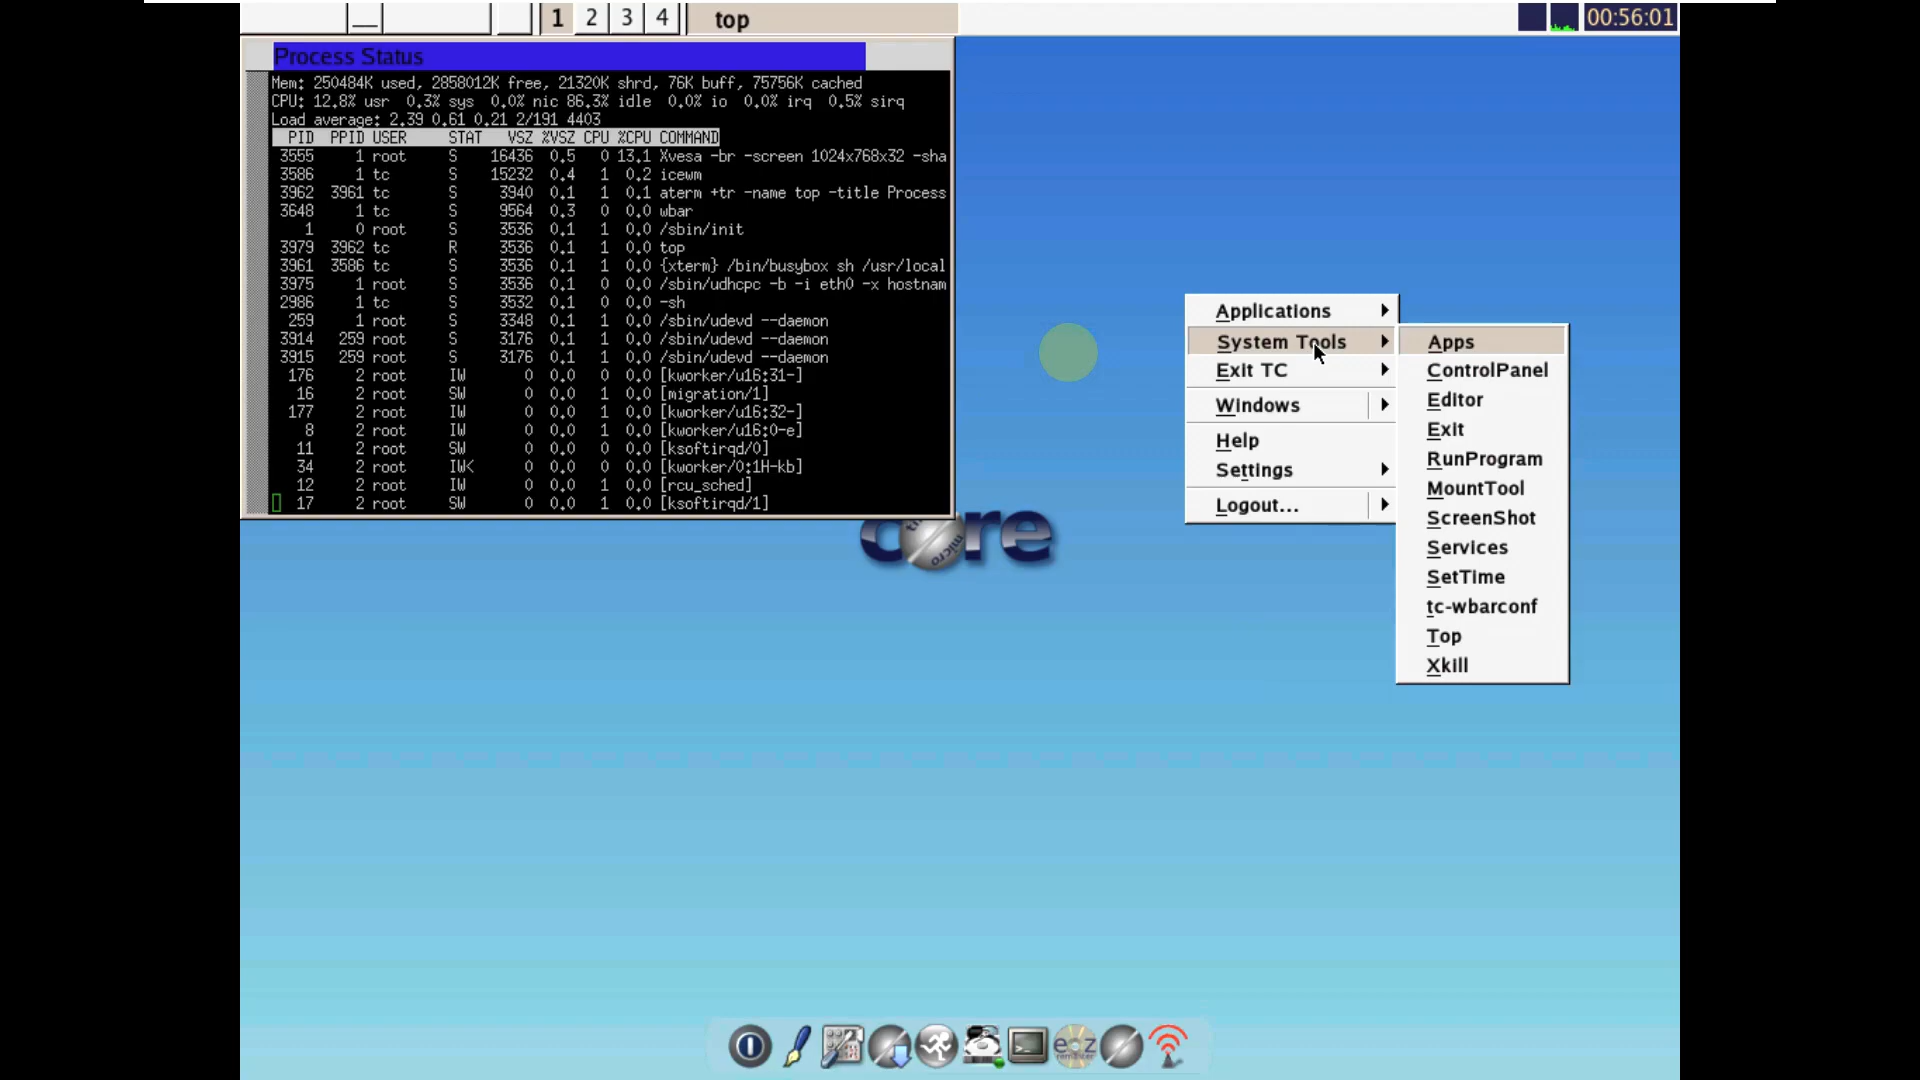 1 2 3 4 top 00:56:01
Process Status
Mem: 250484K used, 2858012K free, 21320K shrd, 76K buff, 75756K cached
CPU: 12.8% usr 0.3% sys 0.0% nic 86.3% idle 0.0% io 0.0% irq 0.5% sirq
Load average: 2.39 0.61 0.21 2/191 4403
PID PPID USER STAT VSZ %VSZ CPU %CPU COMMAND
3555 1 root S 16436 0.5 0 13.1 Xvesa -br -screen 1024x768x32 -sha
3586 1 tc S 15232 0.4 1 0.2 icewm
3962 3961 tc S 3940 0.1 1 0.1 aterm +tr -name top -title Process
3648 1 tc S 9564 0.3 0 0.0 wbar
1 0 root S 3536 0.1 1 0.0 /sbin/init
3979 3962 tc R 3536 0.1 1 0.0 top
3961 3586 tc S 3536 0.1 1 0.0 {xterm} /bin/busybox sh /usr/local
3975 1 root S 3536 0.1 0 0.0 /sbin/udhcpc -b -i eth0 -x hostnam
2986 1 tc S 3532 0.1 0 0.0 -sh
259 1 root S 3348 0.1 1 0.0 /sbin/udevd --daemon
3914 259 root S 3176 0.1 1 0.0 /sbin/udevd --daemon
3915 259 root S 3176 0.1 1 0.0 /sbin/udevd --daemon
176 2 root IW 0 0.0 0 0.0 [kworker/u16:31-]
16 2 root SW 0 0.0 1 0.0 [migration/1]
177 2 root IW 0 0.0 1 0.0 [kworker/u16:32-]
8 2 root IW 0 0.0 1 0.0 [kworker/u16:0-e]
11 2 root SW 0 0.0 0 0.0 [ksoftirqd/0]
34 2 root IW< 0 0.0 0 0.0 [kworker/0:1H-kb]
12 2 root IW 0 0.0 1 0.0 [rcu_sched]
17 2 root SW 0 0.0 1 0.0 [ksoftirqd/1]
Applications
System Tools
Exit TC
Windows
Help
Settings
Logout...
Apps
ControlPanel
Editor
Exit
RunProgram
MountTool
ScreenShot
Services
SetTime
tc-wbarconf
Top
Xkill
core
micro
ezremaster